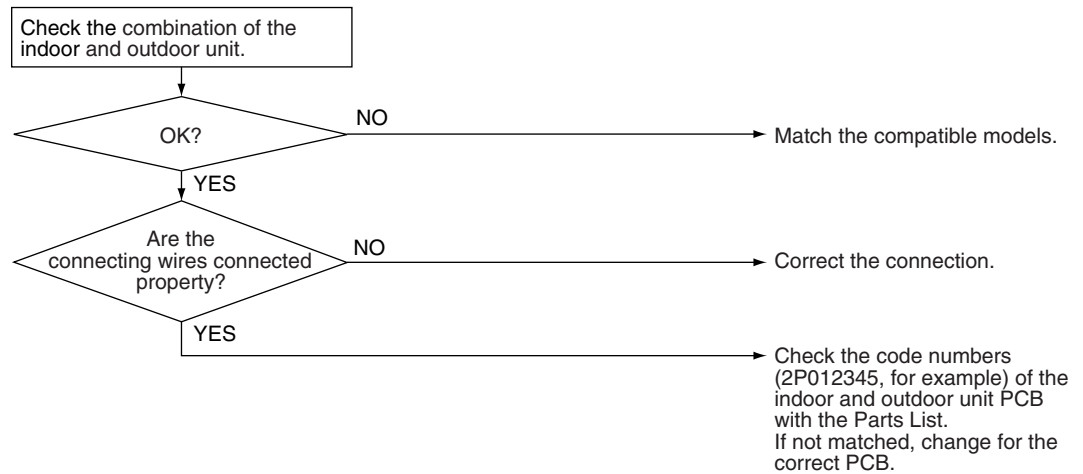 Check the combination of the
indoor and outdoor unit.
OK?
NO
Match the compatible models.
YES
Are the
connecting wires connected
property?
NO
Correct the connection.
YES
Check the code numbers
(2P012345, for example) of the
indoor and outdoor unit PCB
with the Parts List.
If not matched, change for the
correct PCB.